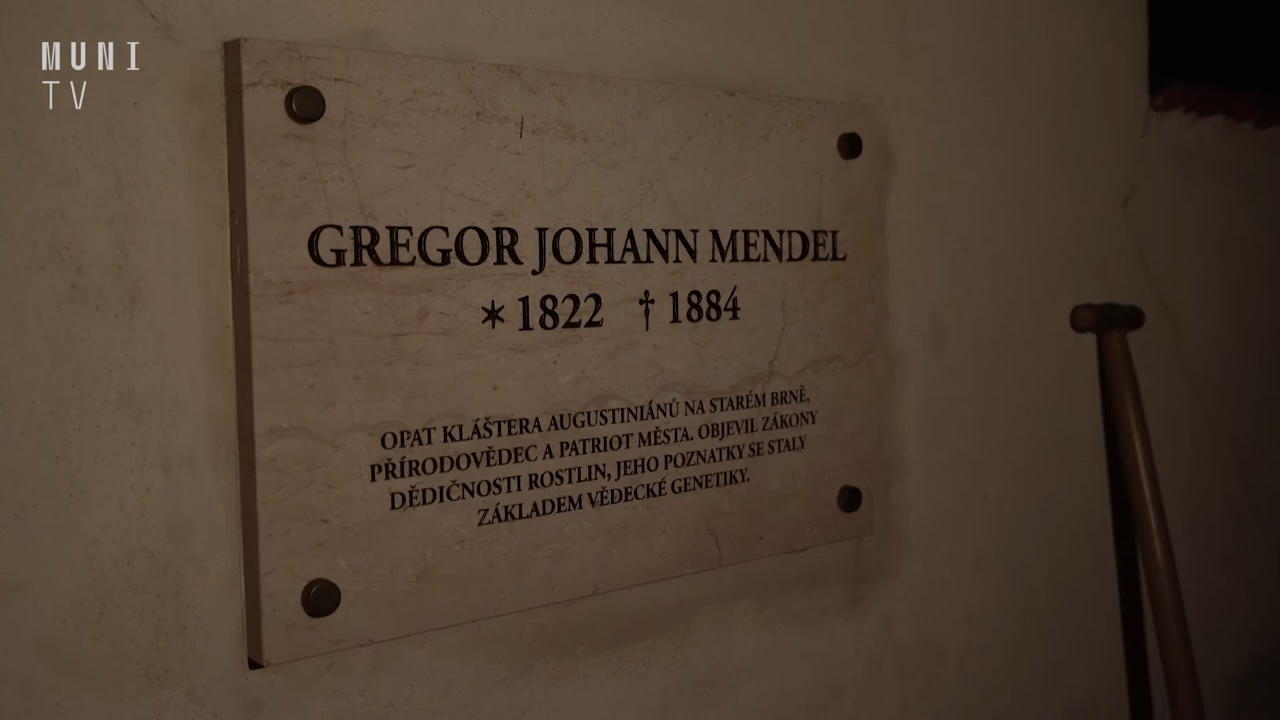 MUNI
TV
GREGOR JOHANN MENDEL
* 1822 † 1884
OPAT KLÁŠTERA AUGUSTINIÁNŮ NA STARÉM BRNĚ,
PŘÍRODOVĚDEC A PATRIOT MĚSTA. OBJEVIL ZÁKONY
DĚDIČNOSTI ROSTLIN, JEHO POZNATKY SE STALY
ZÁKLADEM VĚDECKÉ GENETIKY.